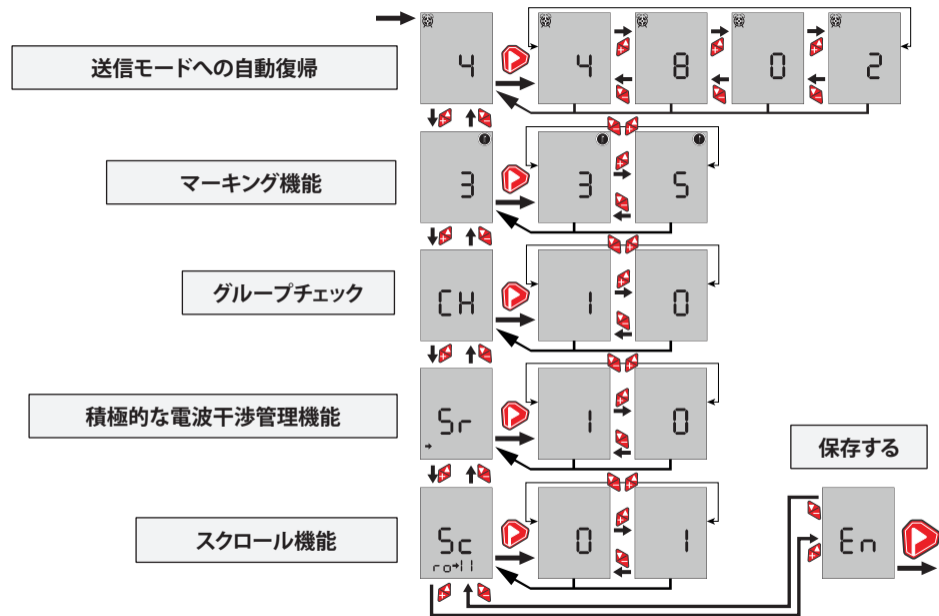 送信モードへの自動復帰
4
4
8
0
2
マーキング機能
3
3
5
グループチェック
CH
1
0
積極的な電波干渉管理機能
Sr
1
0
保存する
スクロール機能
Sc
ro→11
0
1
En